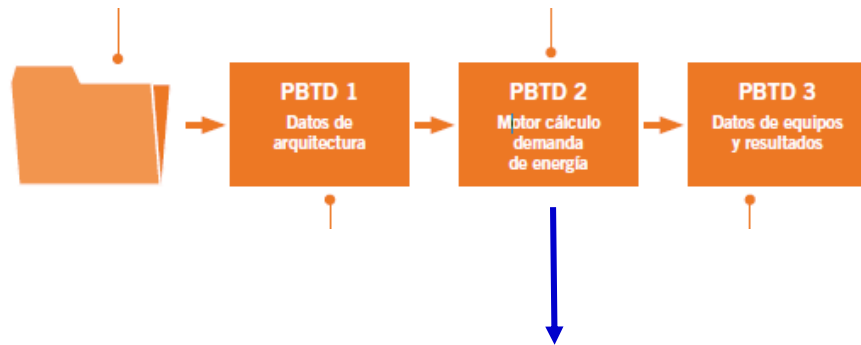 PBTD 1
Datos de
arquitectura
PBTD 2
Motor cálculo
demanda
de energía
PBTD 3
Datos de equipos
y resultados